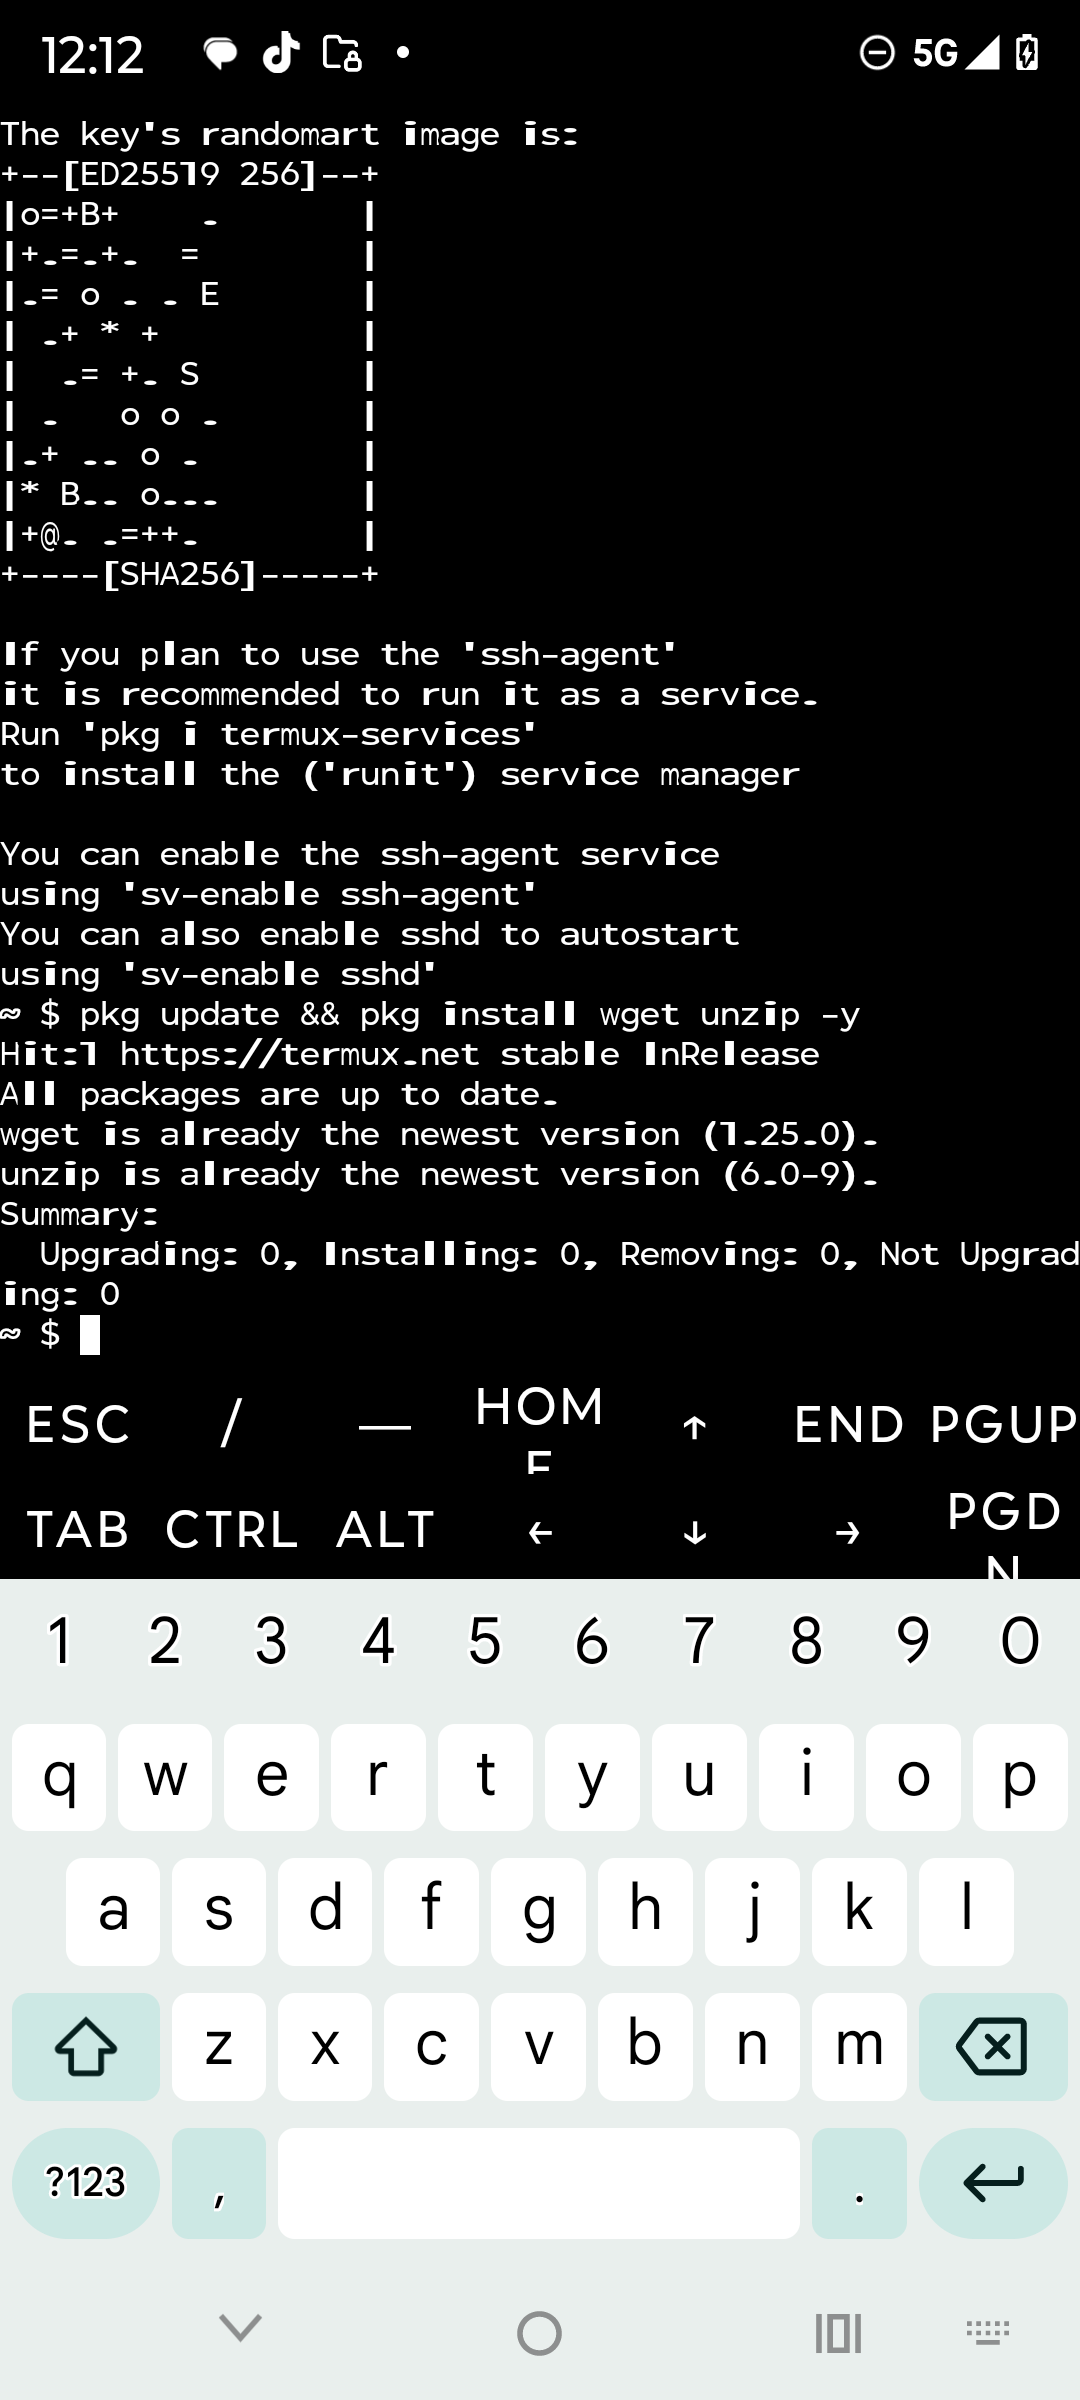 12:12
5G
The key's randomart image is:
+--[ED25519 256]--+
|o=+B+    .       |
|+.=.+.  =        |
|.= o . . E       |
| .+ * +          |
|  .= +. S        |
| .   o o .       |
|.+ .. o .        |
|* B.. o...       |
|+@. .=++.        |
+----[SHA256]-----+
If you plan to use the 'ssh-agent'
it is recommended to run it as a service.
Run 'pkg i termux-services'
to install the ('runit') service manager
You can enable the ssh-agent service
using 'sv-enable ssh-agent'
You can also enable sshd to autostart
using 'sv-enable sshd'
~ $ pkg update && pkg install wget unzip -y
Hit:1 https://termux.net stable InRelease
All packages are up to date.
wget is already the newest version (1.25.0).
unzip is already the newest version (6.0-9).
Summary:
  Upgrading: 0, Installing: 0, Removing: 0, Not Upgrad
ing: 0
~ $
ESC / — HOME ↑ END PGUP
TAB CTRL ALT ← ↓ → PGDN
1 2 3 4 5 6 7 8 9 0
q w e r t y u i o p
a s d f g h j k l
z x c v b n m
?123 , .